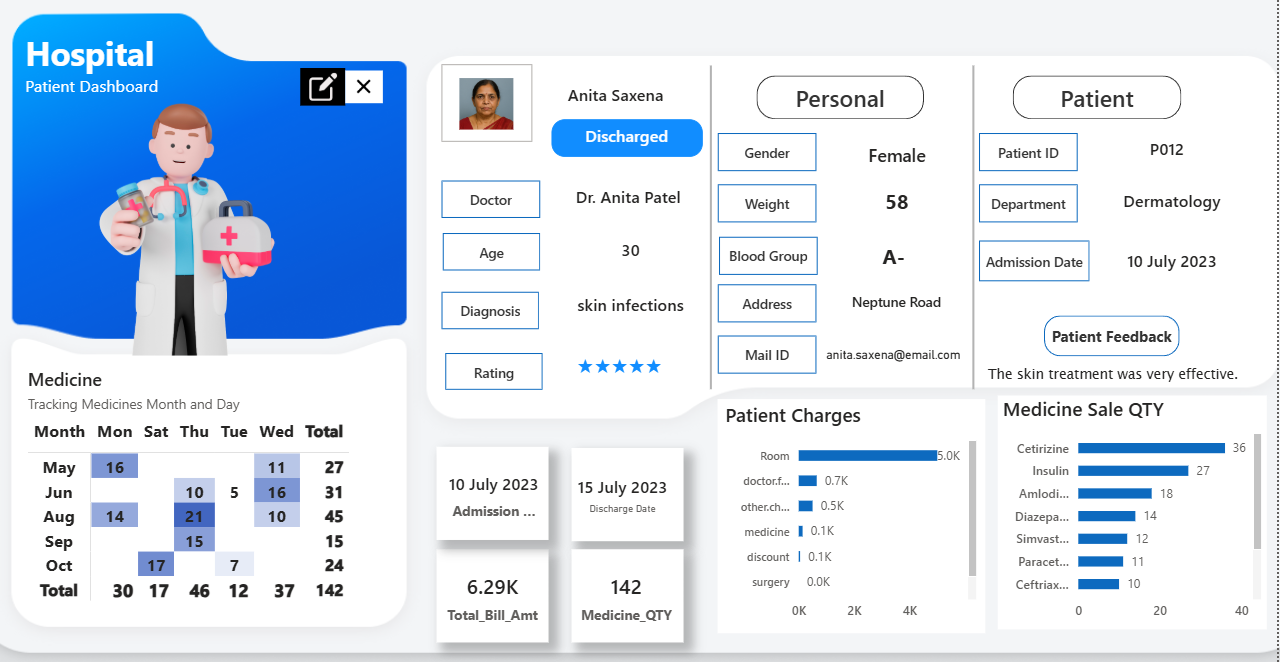 Hospital
Patient Dashboard
Anita Saxena
Discharged
Doctor Dr. Anita Patel
Age 30
Diagnosis skin infections
Rating ★★★★★
Personal
Gender Female
Weight 58
Blood Group A-
Address Neptune Road
Mail ID anita.saxena@email.com
Patient
Patient ID P012
Department Dermatology
Admission Date 10 July 2023
Patient Feedback
The skin treatment was very effective.
Medicine
Tracking Medicines Month and Day
Month Mon Sat Thu Tue Wed Total
May 16 11 27
Jun 10 5 16 31
Aug 14 21 10 45
Sep 15 15
Oct 17 7 24
Total 30 17 46 12 37 142
10 July 2023
Admission ...
15 July 2023
Discharge Date
6.29K
Total_Bill_Amt
142
Medicine_QTY
Patient Charges
Room 5.0K
doctor.f... 0.7K
other.ch... 0.5K
medicine 0.1K
discount 0.1K
surgery 0.0K
0K 2K 4K
Medicine Sale QTY
Cetirizine 36
Insulin 27
Amlodi... 18
Diazepa... 14
Simvast... 12
Paracet... 11
Ceftriax... 10
0 20 40